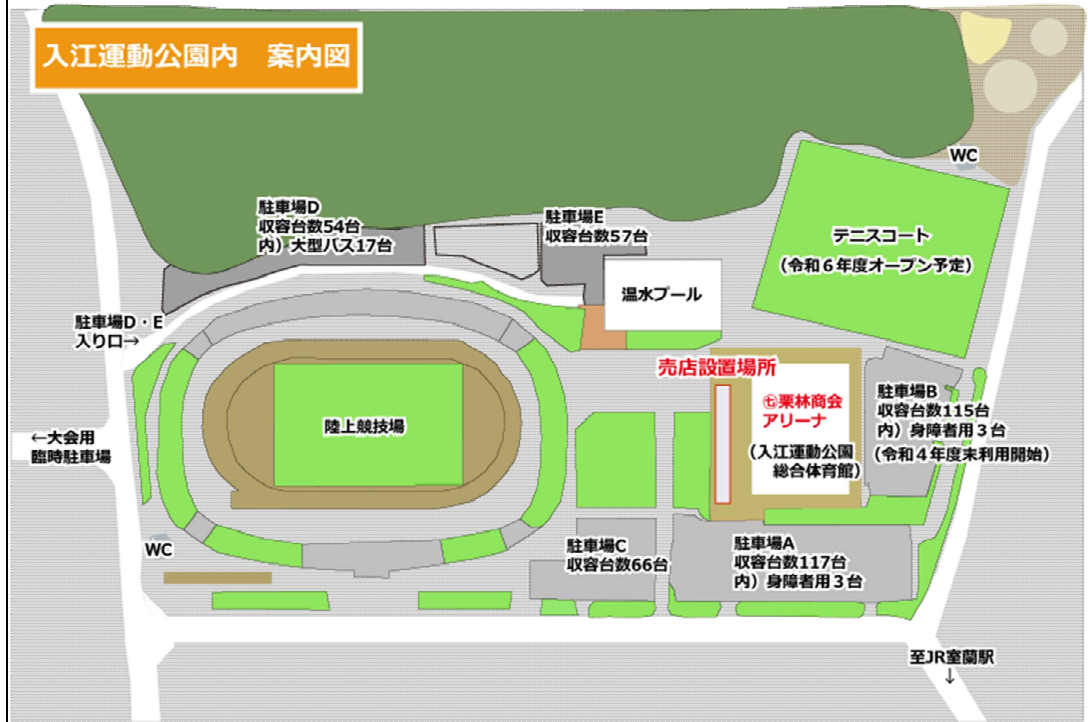 入江運動公園内　案内図
WC
駐車場D
収容台数54台
内）大型バス17台
駐車場E
収容台数57台
テニスコート
（令和６年度オープン予定）
温水プール
駐車場D・E
入り口→
売店設置場所
㊆栗林商会
アリーナ
（入江運動公園
総合体育館）
駐車場B
収容台数115台
内）身障者用３台
（令和４年度末利用開始）
陸上競技場
←大会用
臨時駐車場
WC
駐車場C
収容台数66台
駐車場A
収容台数117台
内）身障者用３台
至JR室蘭駅
↓